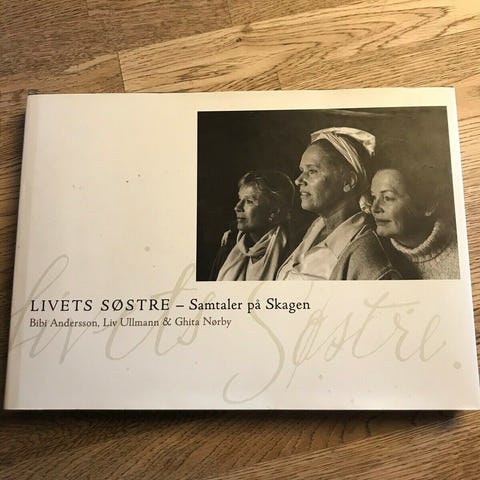 LIVETS SØSTRE – Samtaler på Skagen
Bibi Andersson, Liv Ullmann & Ghita Nørby
Livets Søstre.